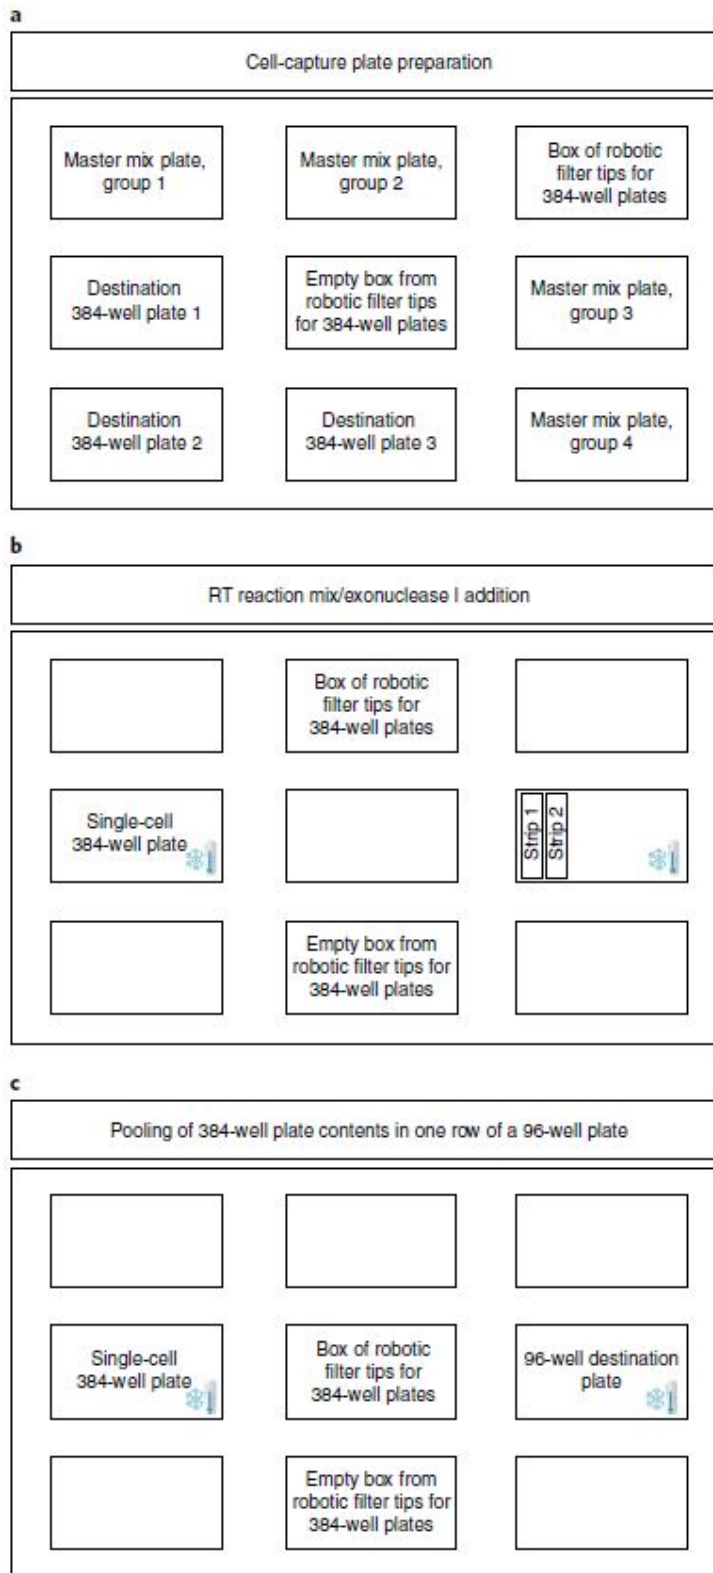 a
Cell-capture plate preparation
Master mix plate,
group 1
Master mix plate,
group 2
Box of robotic
filter tips for
384-well plates
Destination
384-well plate 1
Empty box from
robotic filter tips
for 384-well plates
Master mix plate,
group 3
Destination
384-well plate 2
Destination
384-well plate 3
Master mix plate,
group 4
b
RT reaction mix/exonuclease I addition
Box of robotic
filter tips for
384-well plates
Single-cell
384-well plate
Strip 1
Strip 2
Empty box from
robotic filter tips for
384-well plates
c
Pooling of 384-well plate contents in one row of a 96-well plate
Single-cell
384-well plate
Box of robotic
filter tips for
384-well plates
96-well destination
plate
Empty box from
robotic filter tips for
384-well plates